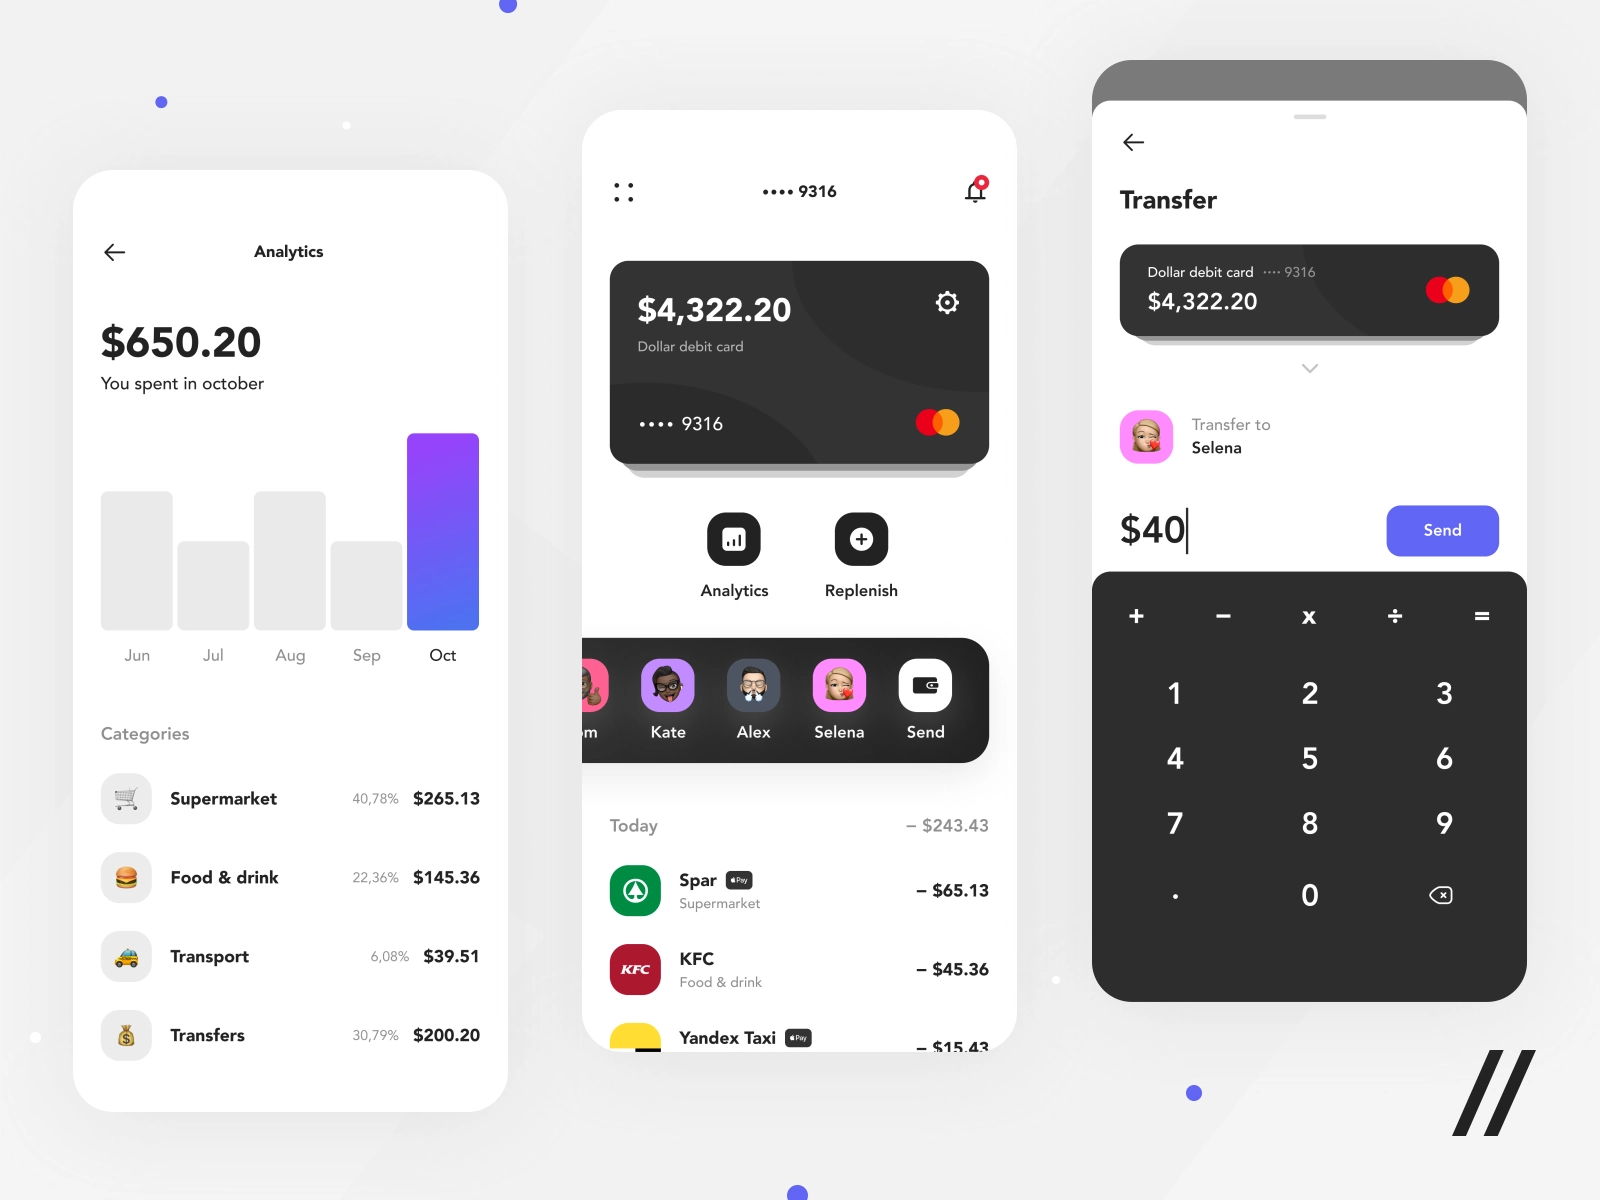 Analytics
$650.20
You spent in october
Jun Jul Aug Sep Oct
Categories
Supermarket 40,78% $265.13
Food & drink 22,36% $145.36
Transport 6,08% $39.51
Transfers 30,79% $200.20
•••• 9316
$4,322.20
Dollar debit card
•••• 9316
Analytics Replenish
om Kate Alex Selena Send
Today – $243.43
Spar Pay – $65.13
Supermarket
KFC KFC – $45.36
Food & drink
Yandex Taxi Pay – $15.43
Transfer
Dollar debit card •••• 9316
$4,322.20
Transfer to
Selena
$40 Send
+ − x ÷ =
1 2 3
4 5 6
7 8 9
. 0